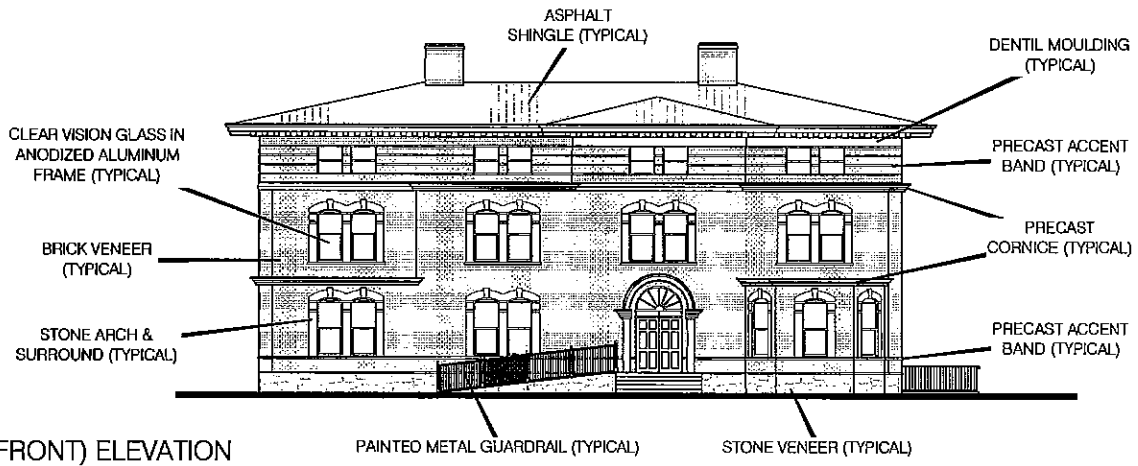 ASPHALT
SHINGLE (TYPICAL)
DENTIL MOULDING
(TYPICAL)
CLEAR VISION GLASS IN
ANODIZED ALUMINUM
FRAME (TYPICAL)
PRECAST ACCENT
BAND (TYPICAL)
BRICK VENEER
(TYPICAL)
PRECAST
CORNICE (TYPICAL)
STONE ARCH &
SURROUND (TYPICAL)
PRECAST ACCENT
BAND (TYPICAL)
PAINTED METAL GUARDRAIL (TYPICAL)
STONE VENEER (TYPICAL)
FRONT) ELEVATION